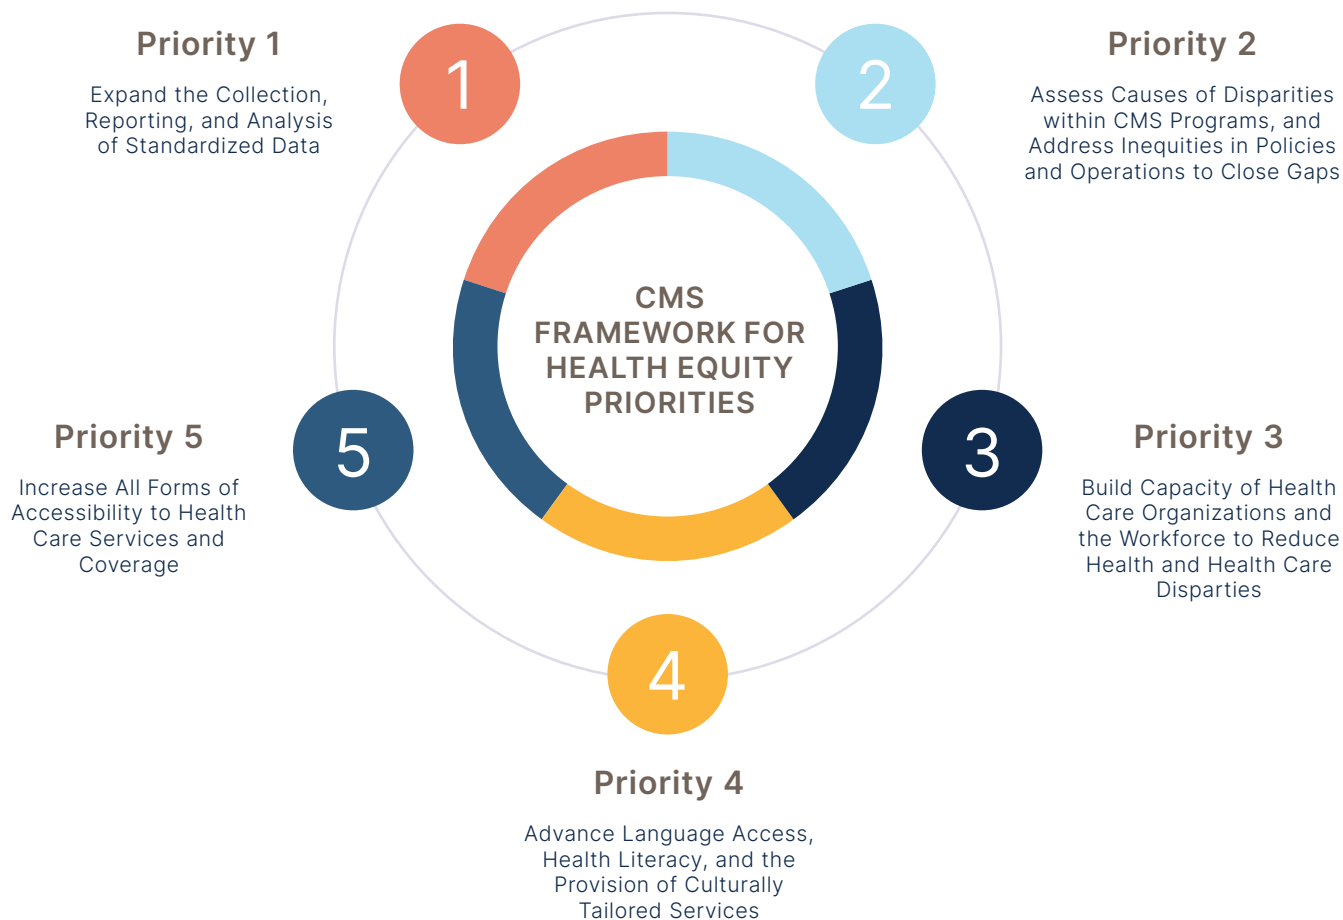 Priority 1
Expand the Collection,
Reporting, and Analysis
of Standardized Data
1
2
Priority 2
Assess Causes of Disparities
within CMS Programs, and
Address Inequities in Policies
and Operations to Close Gaps
CMS
FRAMEWORK FOR
HEALTH EQUITY
PRIORITIES
3
Priority 3
Build Capacity of Health
Care Organizations and
the Workforce to Reduce
Health and Health Care
Disparties
4
Priority 4
Advance Language Access,
Health Literacy, and the
Provision of Culturally
Tailored Services
5
Priority 5
Increase All Forms of
Accessibility to Health
Care Services and
Coverage